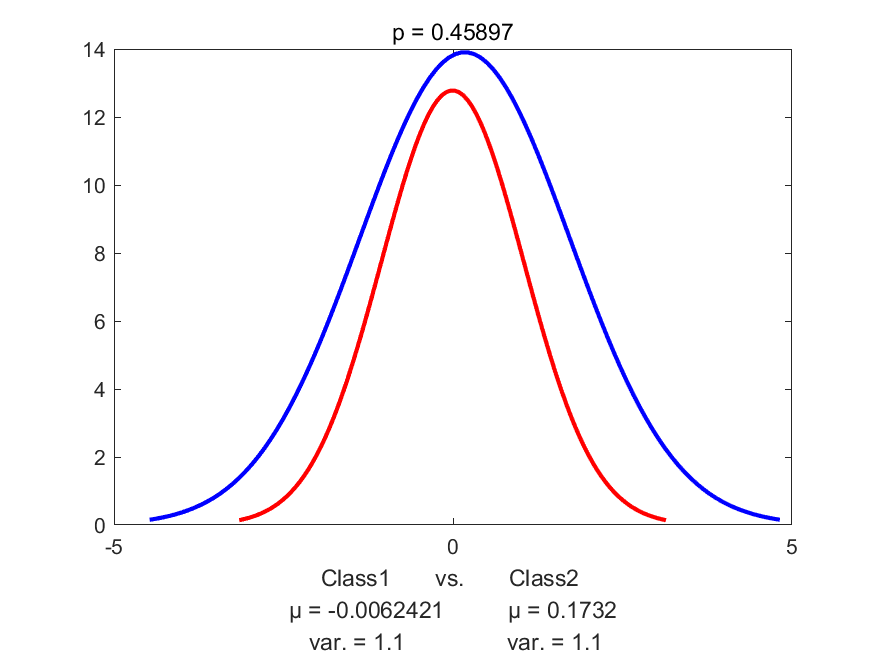 p = 0.45897
14
12
10
8
6
4
2
0
-5 0 5
Class1 vs. Class2
μ = -0.0062421 μ = 0.1732
var. = 1.1 var. = 1.1